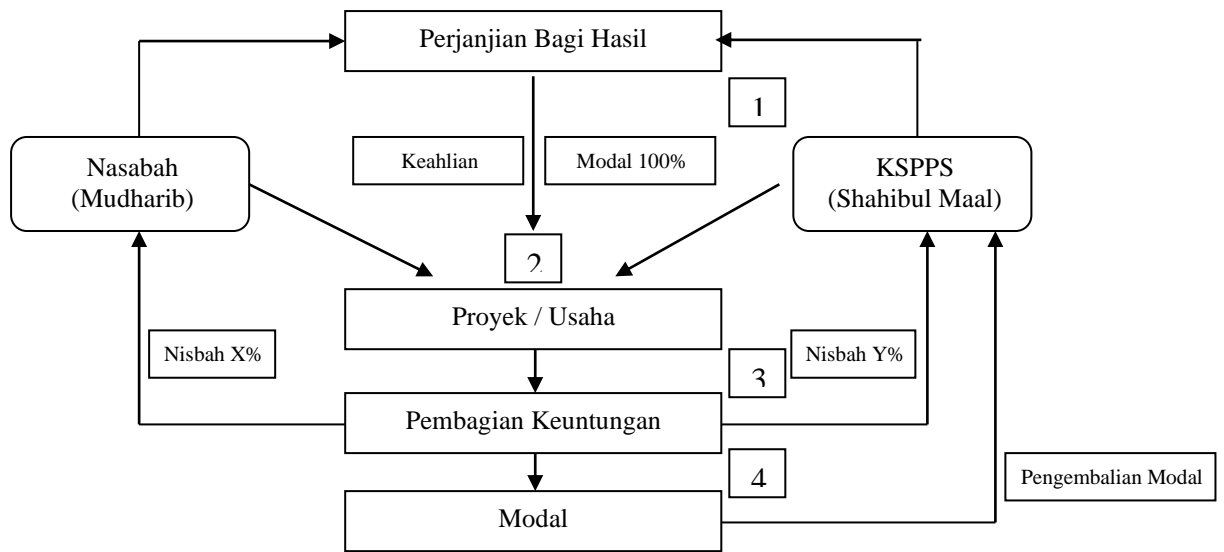 Perjanjian Bagi Hasil
1
Keahlian
Modal 100%
Nasabah
(Mudharib)
KSPPS
(Shahibul Maal)
2
Proyek / Usaha
Nisbah X%
Nisbah Y%
3
Pembagian Keuntungan
4
Pengembalian Modal
Modal